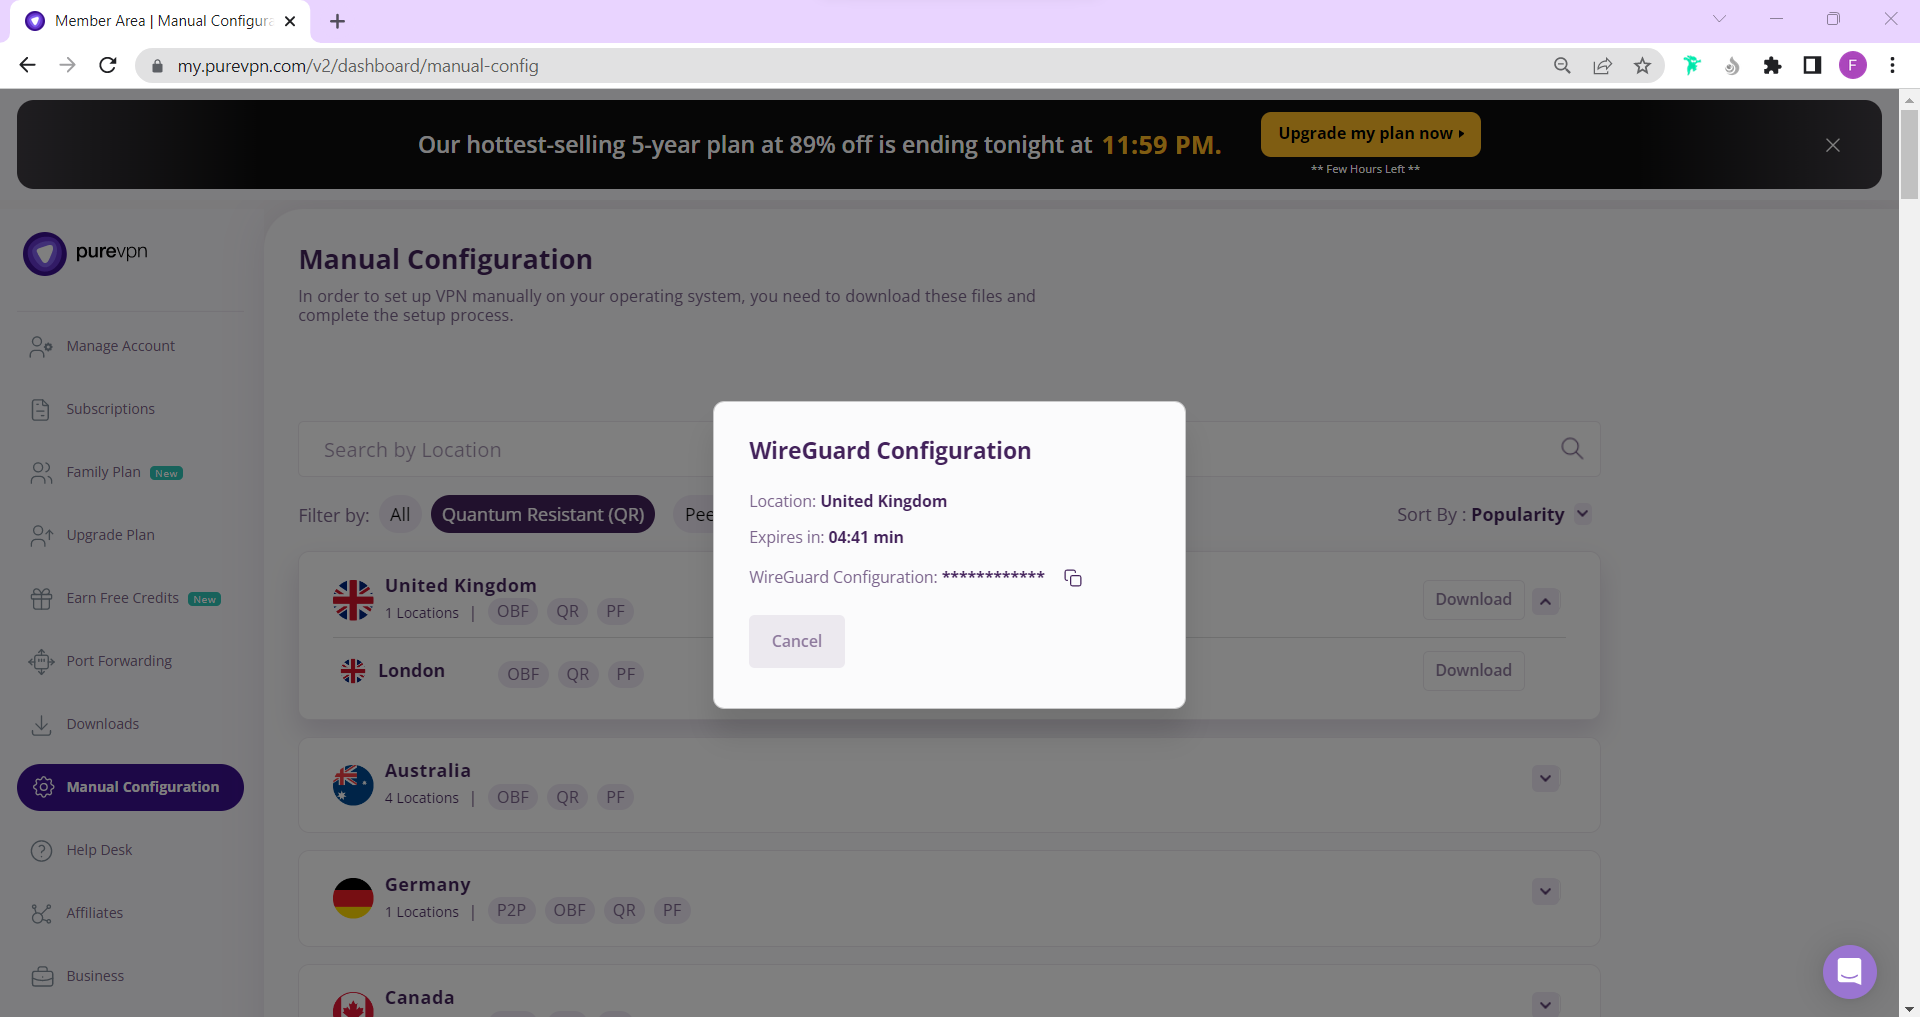 Member Area | Manual Configura
my.purevpn.com/v2/dashboard/manual-config
F
Our hottest-selling 5-year plan at 89% off is ending tonight at 11:59 PM.
Upgrade my plan now
** Few Hours Left **
purevpn
Manage Account
Subscriptions
Family Plan New
Upgrade Plan
Earn Free Credits New
Port Forwarding
Downloads
Manual Configuration
Help Desk
Affiliates
Business
Manual Configuration
In order to set up VPN manually on your operating system, you need to download these files and
complete the setup process.
Search by Location
Filter by: All Quantum Resistant (QR) Pee
Sort By : Popularity
United Kingdom
1 Locations | OBF QR PF
Download
London OBF QR PF
Download
Australia
4 Locations | OBF QR PF
Germany
1 Locations | P2P OBF QR PF
Canada
WireGuard Configuration
Location: United Kingdom
Expires in: 04:41 min
WireGuard Configuration: ************
Cancel